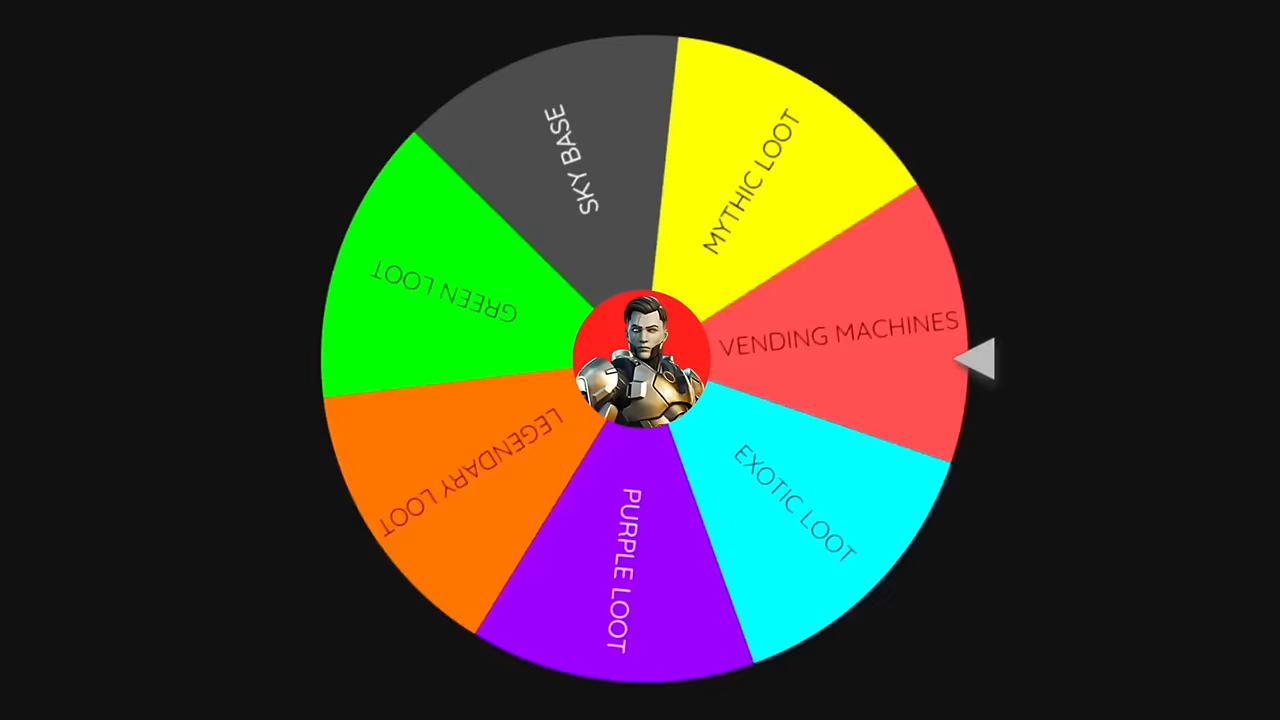 SKY BASE
MYTHIC LOOT
VENDING MACHINES
EXOTIC LOOT
PURPLE LOOT
LEGENDARY LOOT
GREEN LOOT